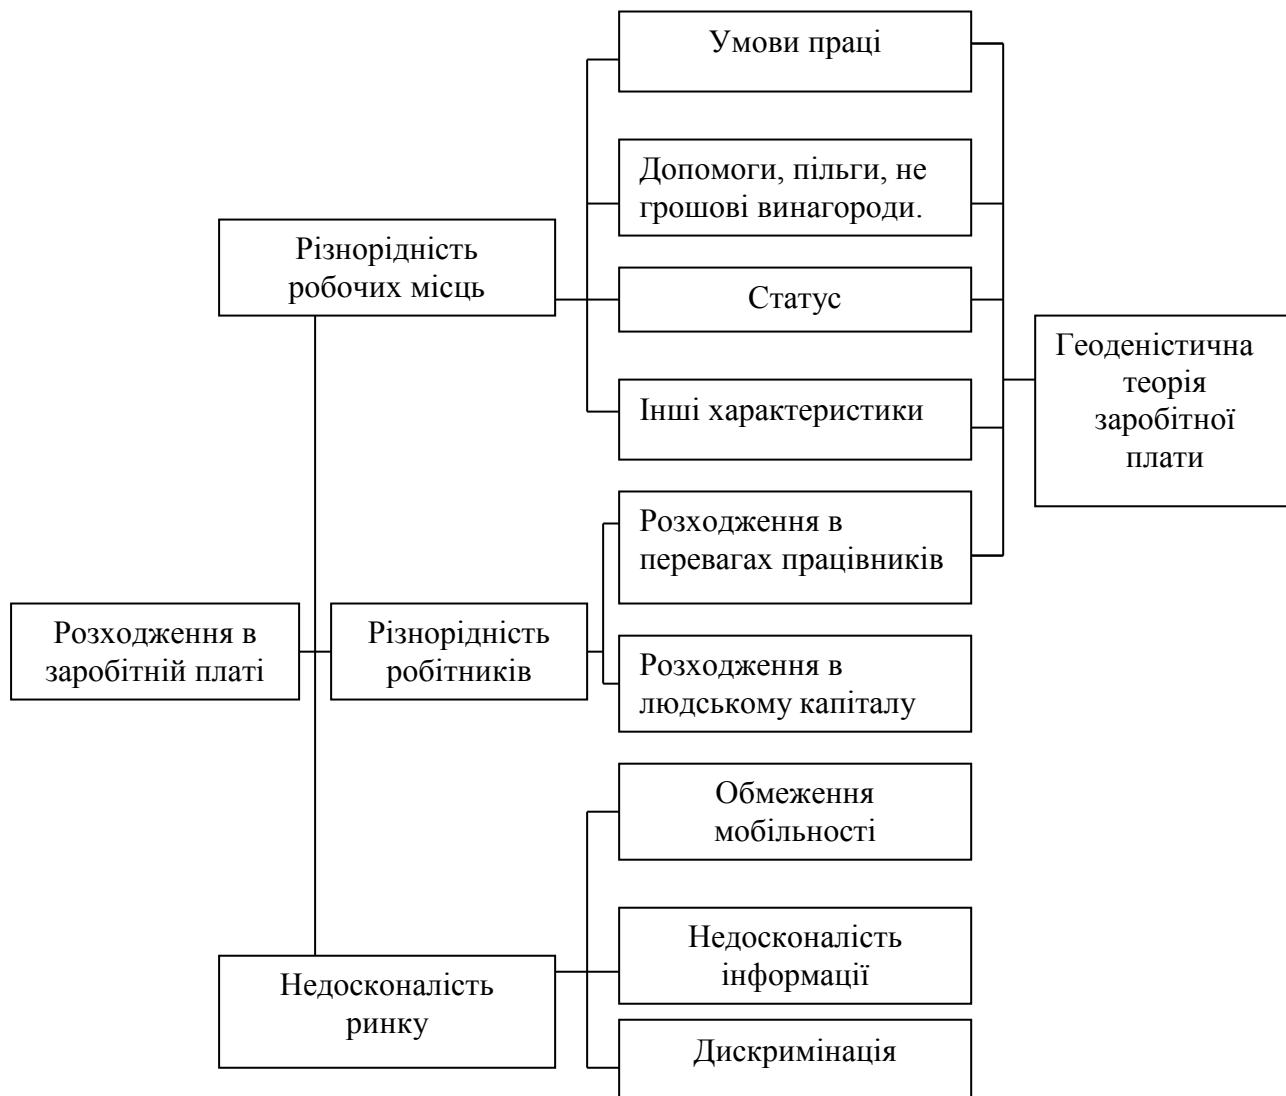 Умови праці
Допомоги, пільги, не
грошові винагороди.
Різнорідність
робочих місць
Статус
Інші характеристики
Геоденістична
теорія
заробітної
плати
Розходження в
перевагах працівників
Розходження в
заробітній платі
Різнорідність
робітників
Розходження в
людському капіталу
Обмеження
мобільності
Недосконалість
ринку
Недосконалість
інформації
Дискримінація